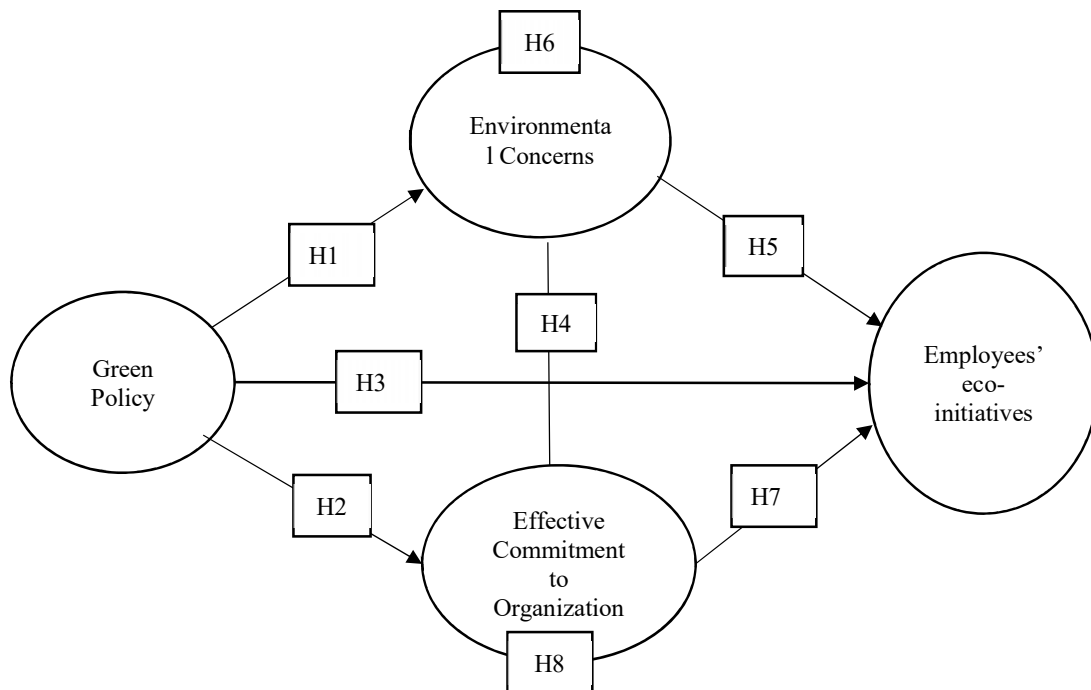 H6
Environmenta
l Concerns
H1
H5
H4
Green
Policy
H3
Employees’
eco-
initiatives
H2
Effective
Commitment
to
Organization
H7
H8